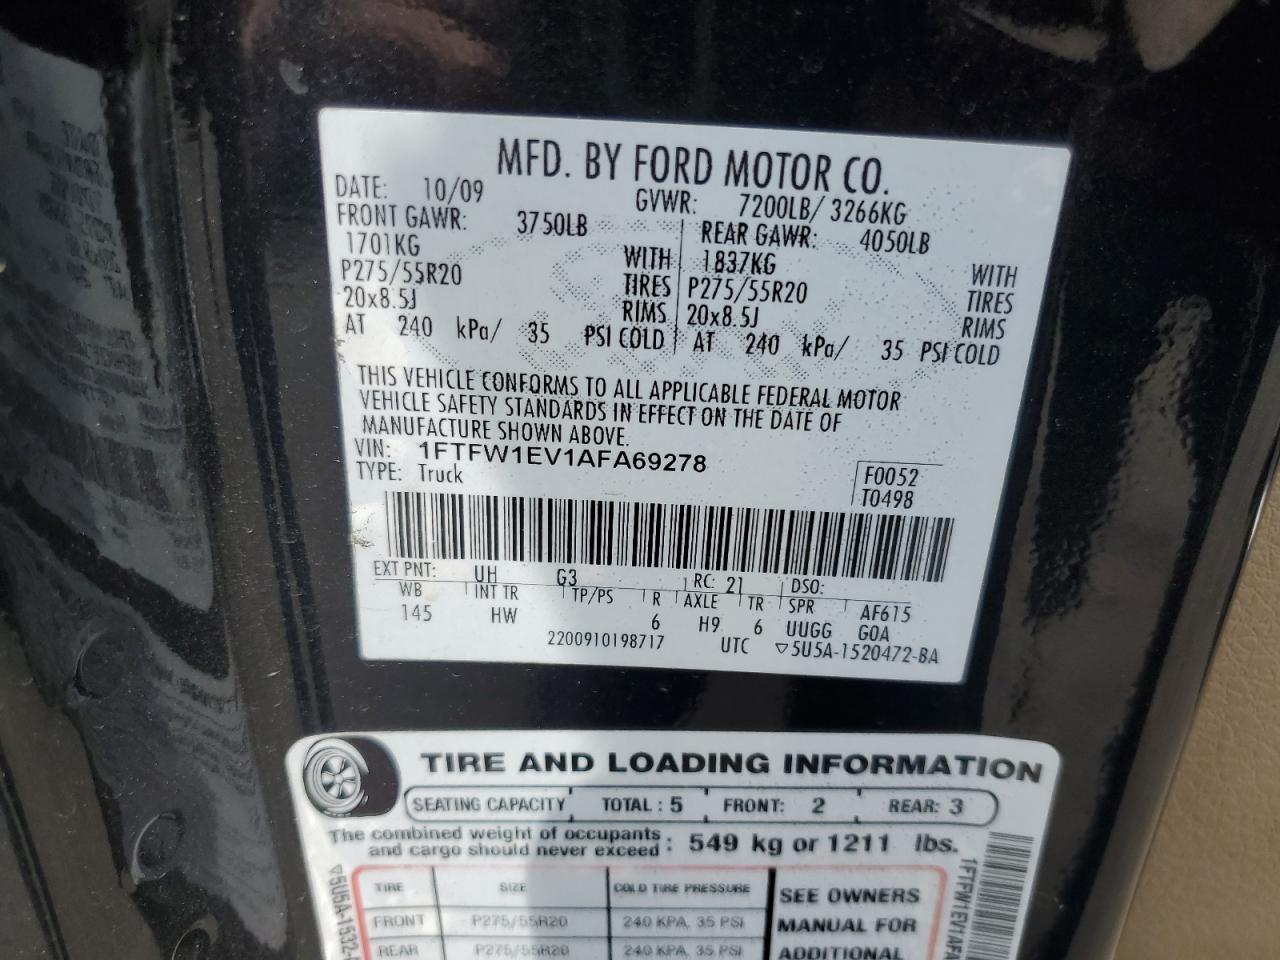 MFD. BY FORD MOTOR CO.
DATE: 10/09 GVWR: 7200LB/ 3266KG
FRONT GAWR: 3750LB REAR GAWR: 4050LB
1701KG WITH 1837KG WITH
P275/55R20 TIRES P275/55R20 TIRES
20x8.5J RIMS 20x8.5J RIMS
AT 240 kPa/ 35 PSI COLD AT 240 kPa/ 35 PSI COLD
THIS VEHICLE CONFORMS TO ALL APPLICABLE FEDERAL MOTOR
VEHICLE SAFETY STANDARDS IN EFFECT ON THE DATE OF
MANUFACTURE SHOWN ABOVE.
VIN: 1FTFW1EV1AFA69278
TYPE: Truck
F0052
T0498
EXT PNT: UH G3 RC: 21 DSO:
WB INT TR TP/PS R AXLE TR SPR AF615
145 HW 6 H9 6 UUGG GOA
2200910198717 UTC ▽5U5A-1520472-BA
TIRE AND LOADING INFORMATION
SEATING CAPACITY TOTAL : 5 FRONT: 2 REAR: 3
The combined weight of occupants
and cargo should never exceed : 549 kg or 1211 lbs.
TIRE SIZE COLD TIRE PRESSURE
FRONT P275/55R20 240 KPA, 35 PSI
REAR P275/55R20 240 KPA, 35 PSI
SEE OWNERS
MANUAL FOR
ADDITIONAL
▽5U5A-1532
1FTFW1EV1AFA